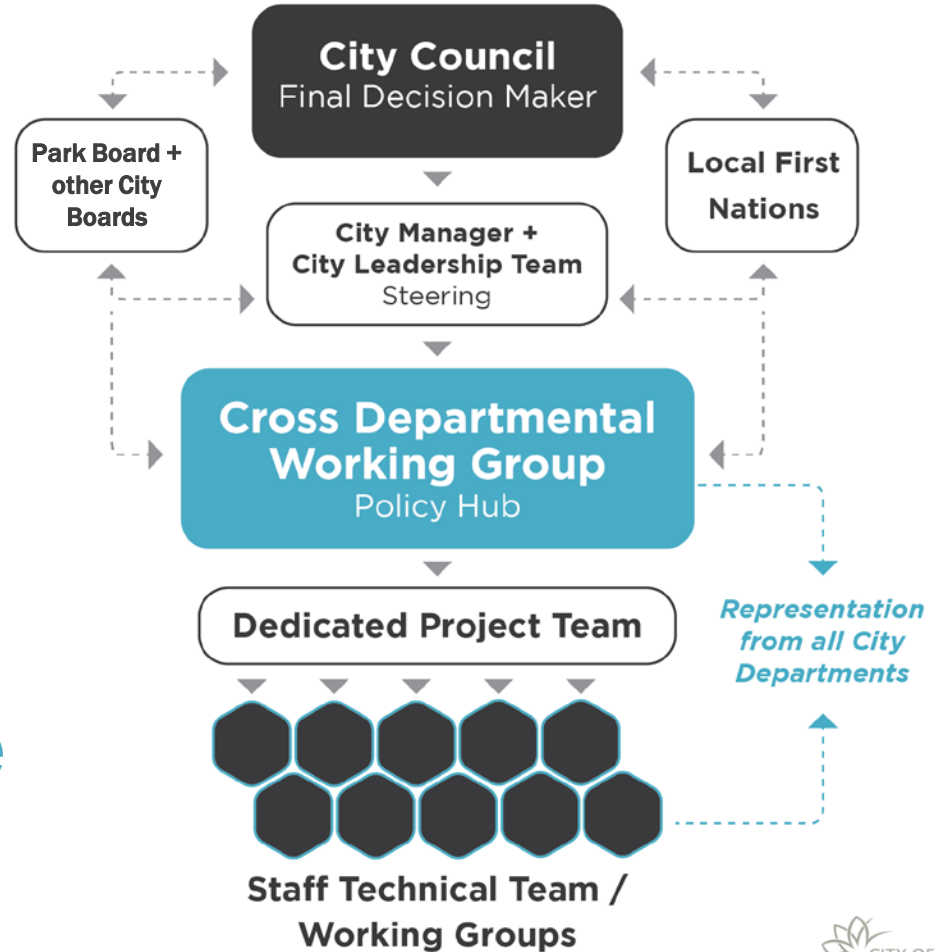 City Council
Final Decision Maker
Park Board +
other City
Boards
Local First
Nations
City Manager +
City Leadership Team
Steering
Cross Departmental
Working Group
Policy Hub
Dedicated Project Team
Representation
from all City
Departments
Staff Technical Team /
Working Groups
CITY OF